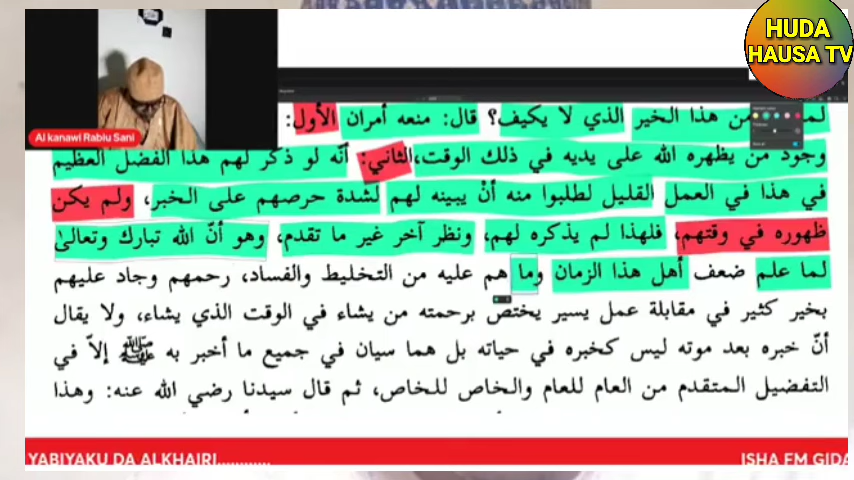 HUDA
HAUSA TV
Al kanawi Rabiu Sani
من هذا الخير الذي لا يكيف؟ قال: منعه أمران الأول:
وجود من يظهره الله على يديه في ذلك الوقت، الثاني: أنّه لو ذكر لهم هذا الفضل العظيم
في هذا في العمل القليل لطلبوا منه أنْ يبينه لهم لشدة حرصهم على الخبر، ولم يكن
ظهوره في وقتهم، فلهذا لم يذكره لهم، ونظر آخر غير ما تقدم، وهو أنّ الله تبارك وتعالىٰ
لما علم ضعف أهل هذا الزمان وما هم عليه من التخليط والفساد، رحمهم وجاد عليهم
بخير كثير في مقابلة عمل يسير يختصّ برحمته من يشاء في الوقت الذي يشاء، ولا يقال
أنّ خبره بعد موته ليس كخبره في حياته بل هما سيان في جميع ما أخبر به ﷺ إلاّ في
التفضيل المتقدم من العام للعام والخاص للخاص، ثم قال سيدنا رضي الله عنه: وهذا
YABIYAKU DA ALKHAIRI............
ISHA FM GIDA